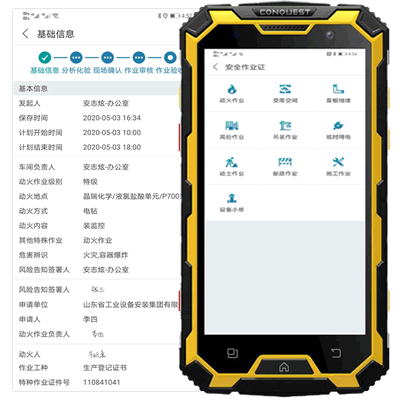 4:52
基础信息
基础信息 分析化验 现场确认 作业审核 作业验收
基本信息
发起人 安志炫-办公室
保存时间 2020-05-03 16:34
计划开始时间 2020-05-03 10:00
计划结束时间 2020-05-03 18:00
车间负责人 安志炫-办公室
动火作业级别 特级
动火地点 晶瑞化学/液氯盐酸单元/P700
动火方式 电钻
动火内容 装监控
其他特殊作业 动火作业
危害辨识 火灾,容器爆炸
风险告知签署人 安志炫-办公室
风险告知签署人
申请单位 山东省工业设备安装集团有限
申请人 李四
动火作业负责人
动火人
作业工种 生产登记证书
特种作业证件号 110841041
CONQUEST
4:54
安全作业证
动火作业 受限空间 盲板抽堵
高处作业 吊装作业 临时用电
动土作业 断路作业 施工作业
设备小修